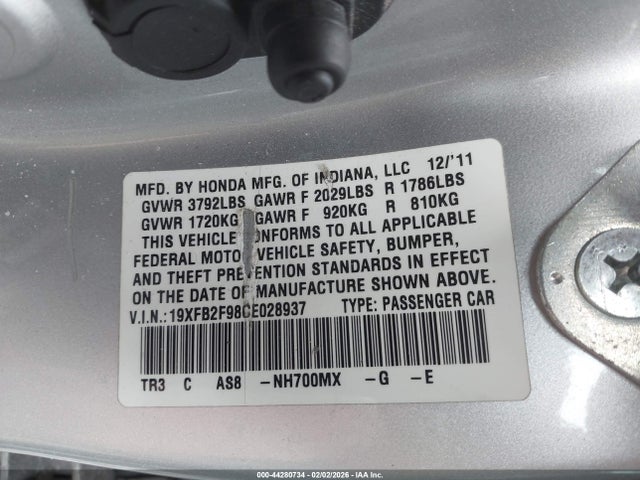 MFD. BY HONDA MFG. OF INDIANA, LLC 12/'11
GVWR 3792LBS GAWR F 2029LBS R 1786LBS
GVWR 1720KG GAWR F 920KG R 810KG
THIS VEHICLE CONFORMS TO ALL APPLICABLE
FEDERAL MOTOR VEHICLE SAFETY, BUMPER,
AND THEFT PREVENTION STANDARDS IN EFFECT
ON THE DATE OF MANUFACTURE SHOWN ABOVE.
V.I.N.:19XFB2F98CE028937 TYPE: PASSENGER CAR
TR3 C AS8 -NH700MX -G -E
000-44280734 - 02/02/2026 - IAA Inc.